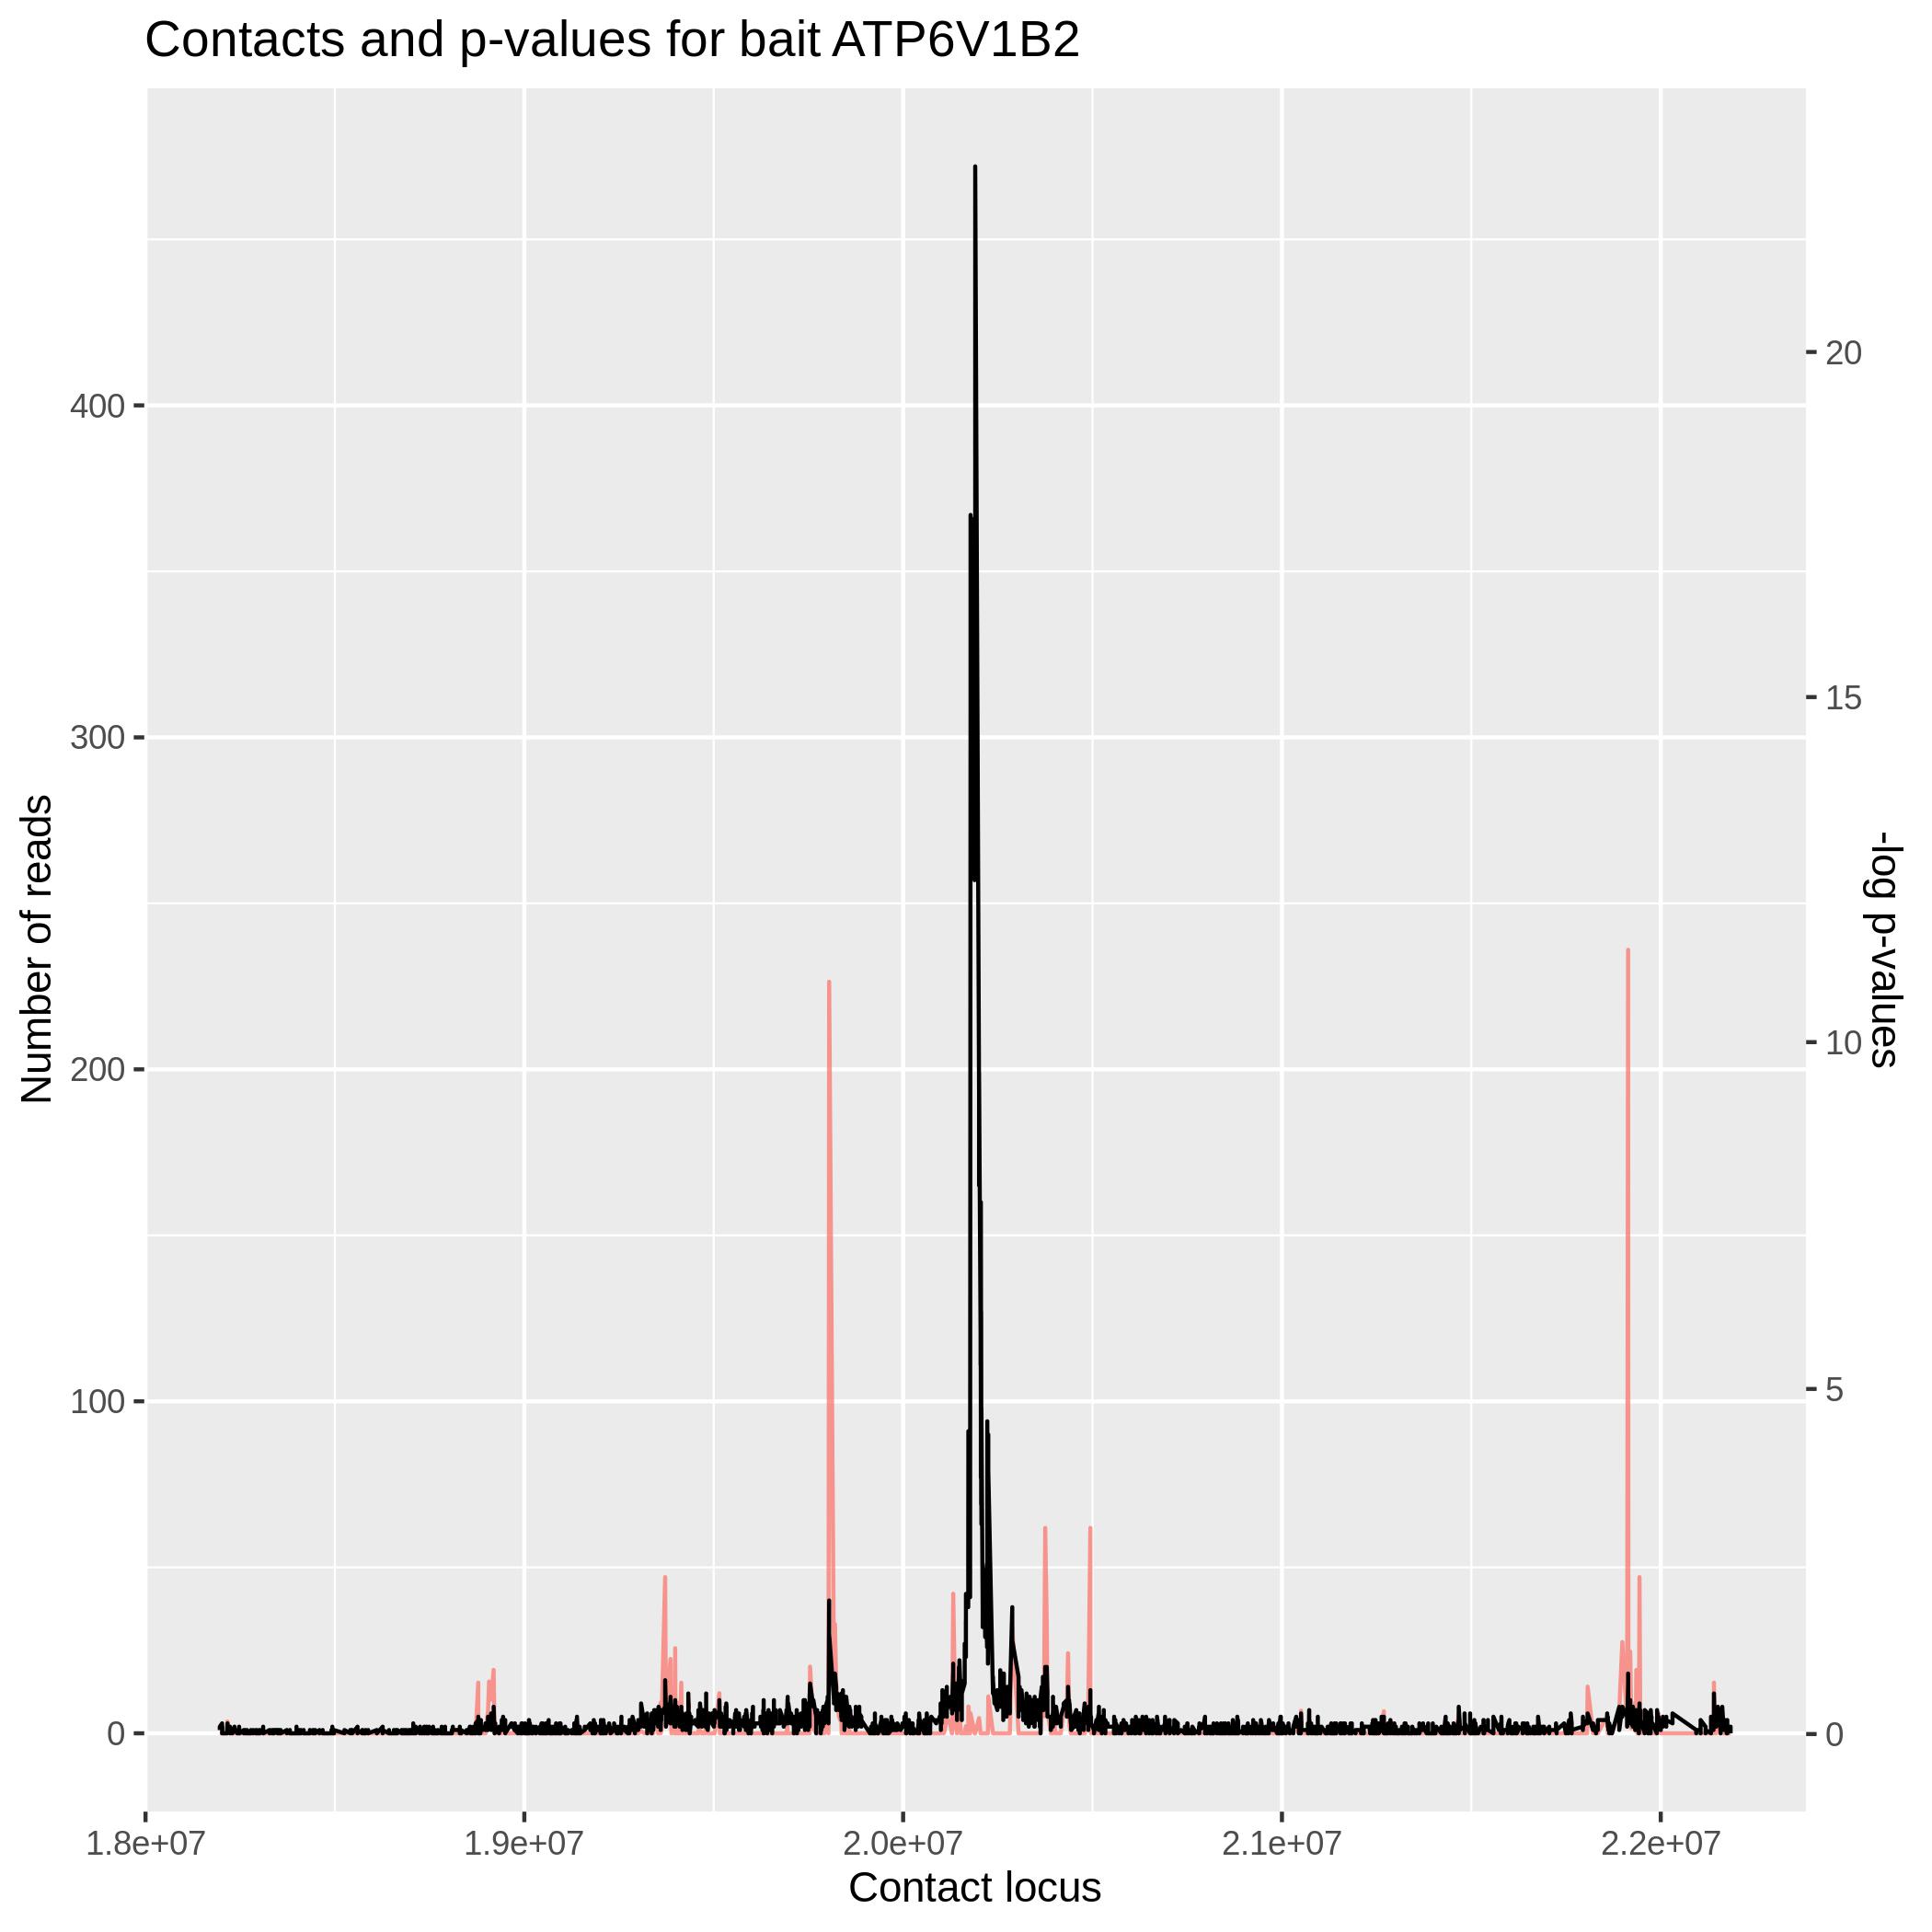 Contacts and p-values for bait ATP6V1B2
Number of reads
400
300
200
100
0
20
15
10
5
0
-log p-values
1.8e+07 1.9e+07 2.0e+07 2.1e+07 2.2e+07
Contact locus